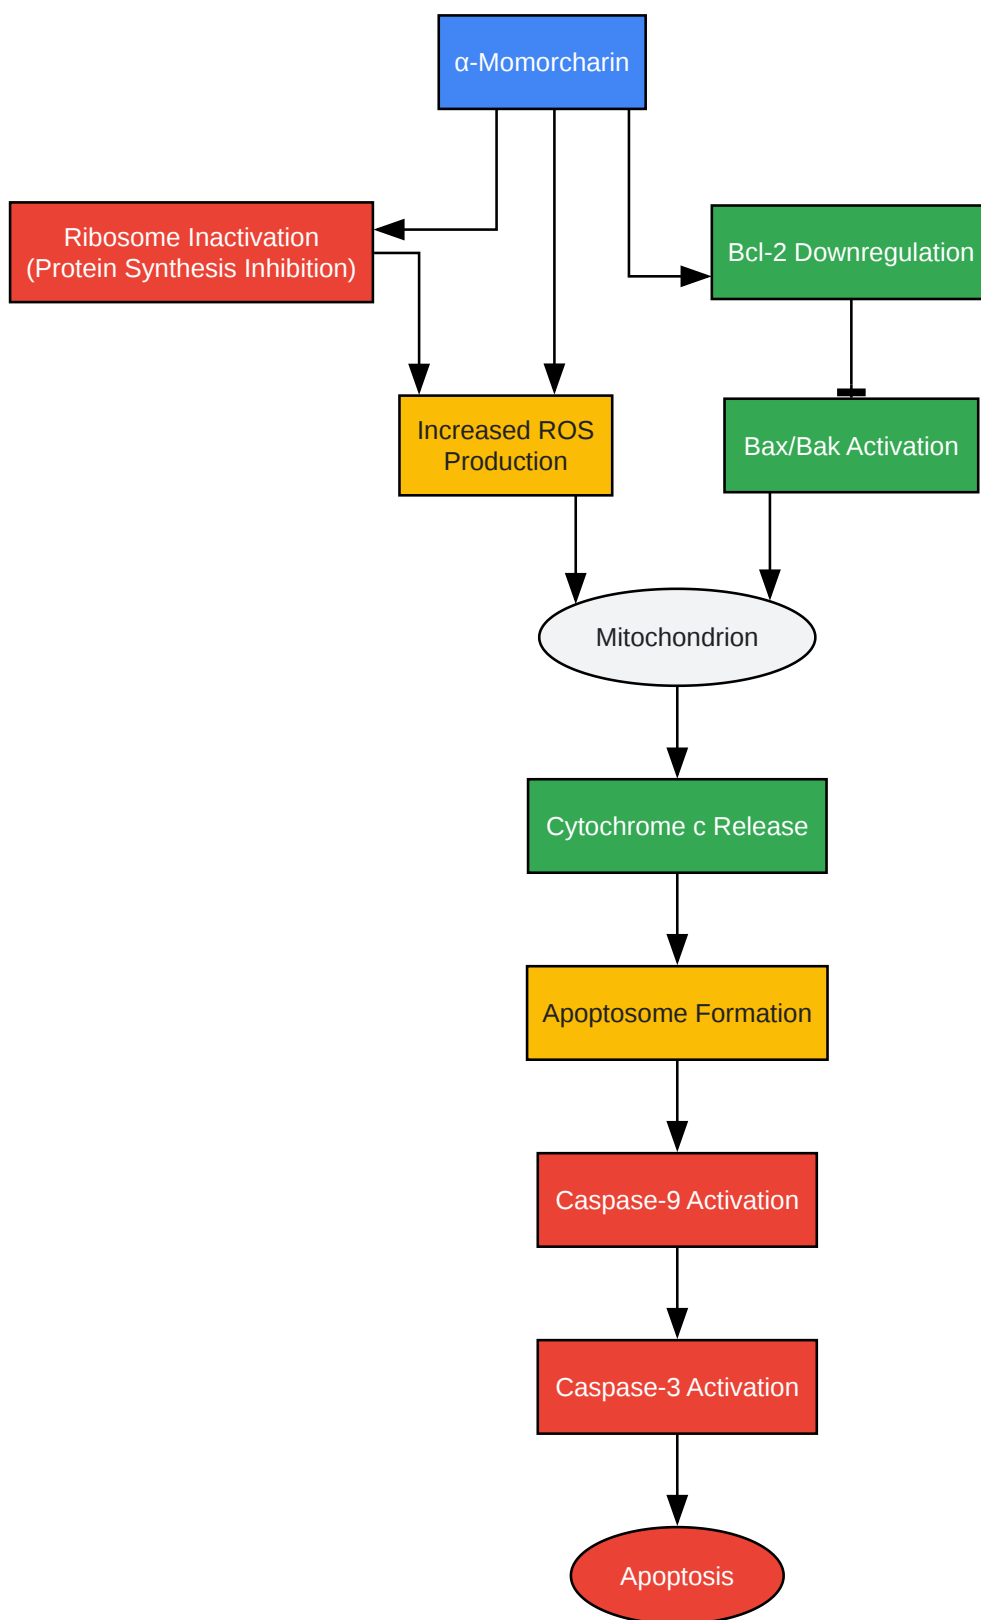 α-Momorcharin
Ribosome Inactivation
(Protein Synthesis Inhibition)
Bcl-2 Downregulation
Increased ROS
Production
Bax/Bak Activation
Mitochondrion
Cytochrome c Release
Apoptosome Formation
Caspase-9 Activation
Caspase-3 Activation
Apoptosis